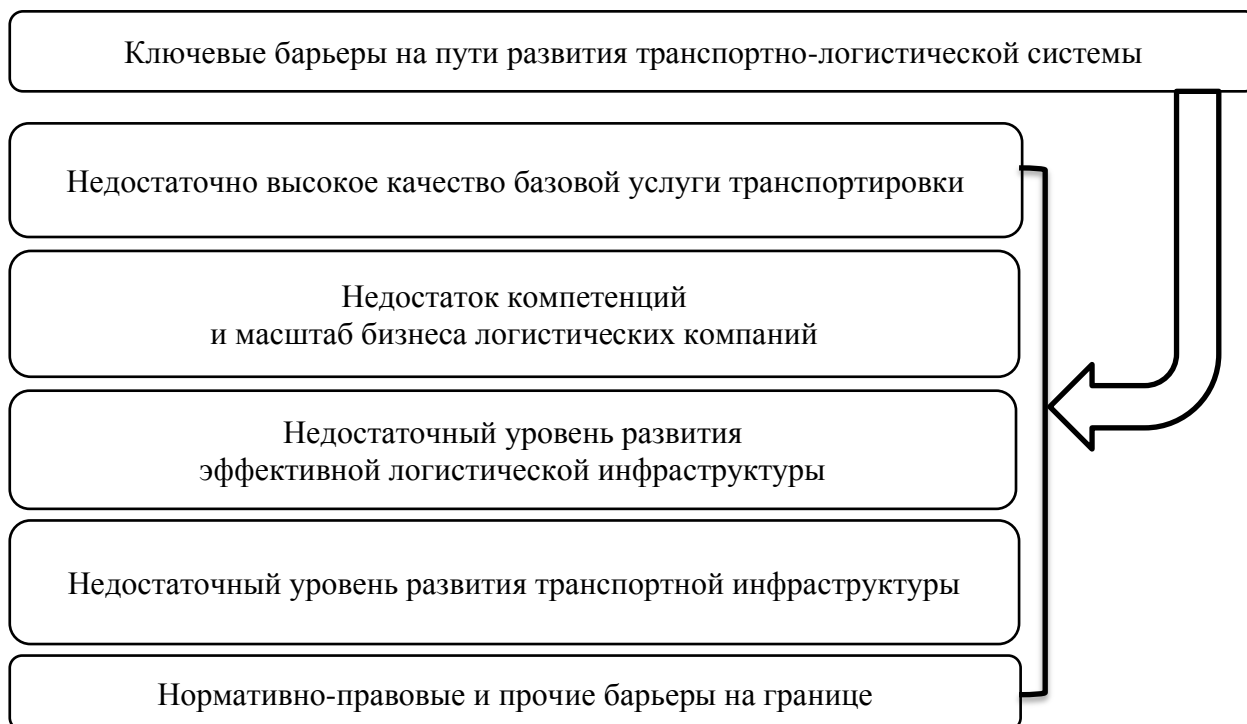 Ключевые барьеры на пути развития транспортно-логистической системы
Недостаточно высокое качество базовой услуги транспортировки
Недостаток компетенций
и масштаб бизнеса логистических компаний
Недостаточный уровень развития
эффективной логистической инфраструктуры
Недостаточный уровень развития транспортной инфраструктуры
Нормативно-правовые и прочие барьеры на границе